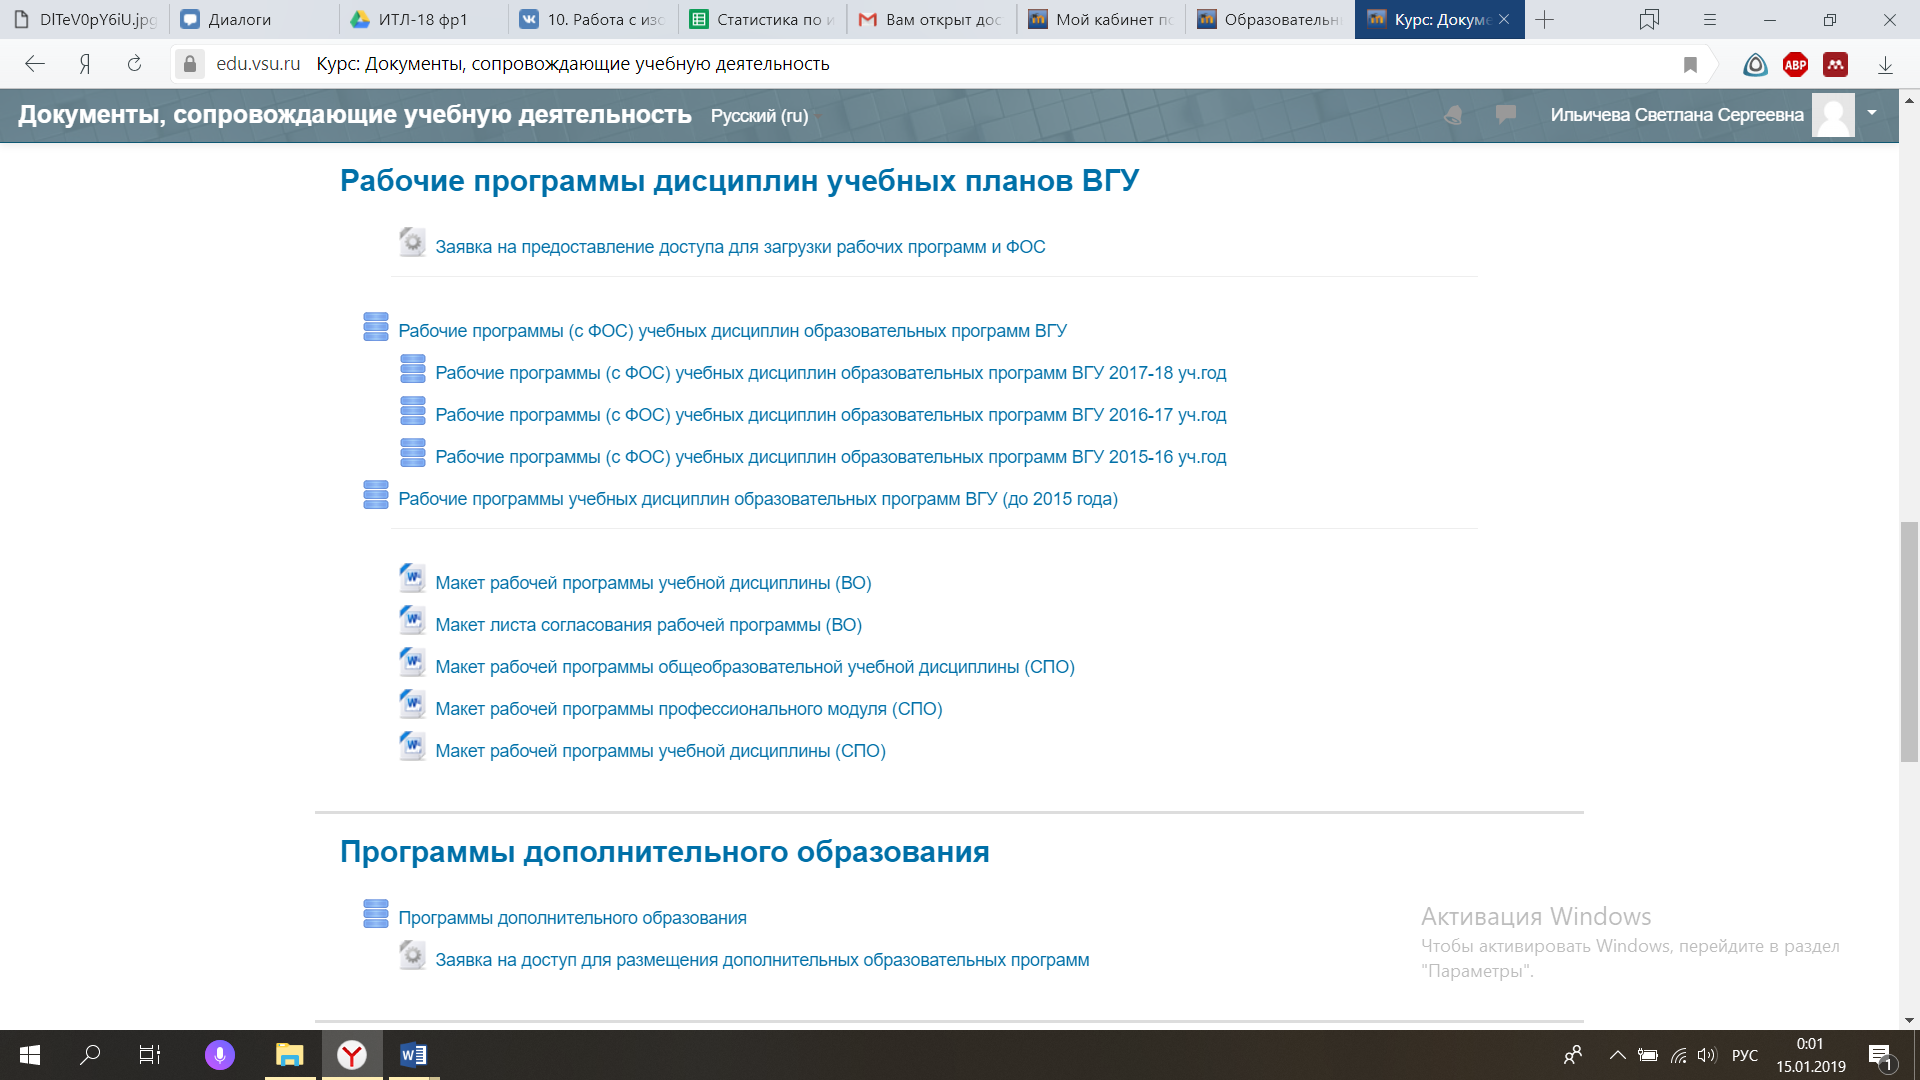 DlTeV0pY6iU.jpg
Диалоги
ИТЛ-18 фр1
10. Работа с изо
Статистика по и
Вам открыт дос
Мой кабинет по
Образовательн
Курс: Докуме
edu.vsu.ru Курс: Документы, сопровождающие учебную деятельность
ABP
Документы, сопровождающие учебную деятельность Русский (ru) Ильичева Светлана Сергеевна
Рабочие программы дисциплин учебных планов ВГУ
Заявка на предоставление доступа для загрузки рабочих программ и ФОС
Рабочие программы (с ФОС) учебных дисциплин образовательных программ ВГУ
Рабочие программы (с ФОС) учебных дисциплин образовательных программ ВГУ 2017-18 уч.год
Рабочие программы (с ФОС) учебных дисциплин образовательных программ ВГУ 2016-17 уч.год
Рабочие программы (с ФОС) учебных дисциплин образовательных программ ВГУ 2015-16 уч.год
Рабочие программы учебных дисциплин образовательных программ ВГУ (до 2015 года)
Макет рабочей программы учебной дисциплины (ВО)
Макет листа согласования рабочей программы (ВО)
Макет рабочей программы общеобразовательной учебной дисциплины (СПО)
Макет рабочей программы профессионального модуля (СПО)
Макет рабочей программы учебной дисциплины (СПО)
Программы дополнительного образования
Программы дополнительного образования
Заявка на доступ для размещения дополнительных образовательных программ
Активация Windows
Чтобы активировать Windows, перейдите в раздел
"Параметры".
РУС
0:01
15.01.2019
1